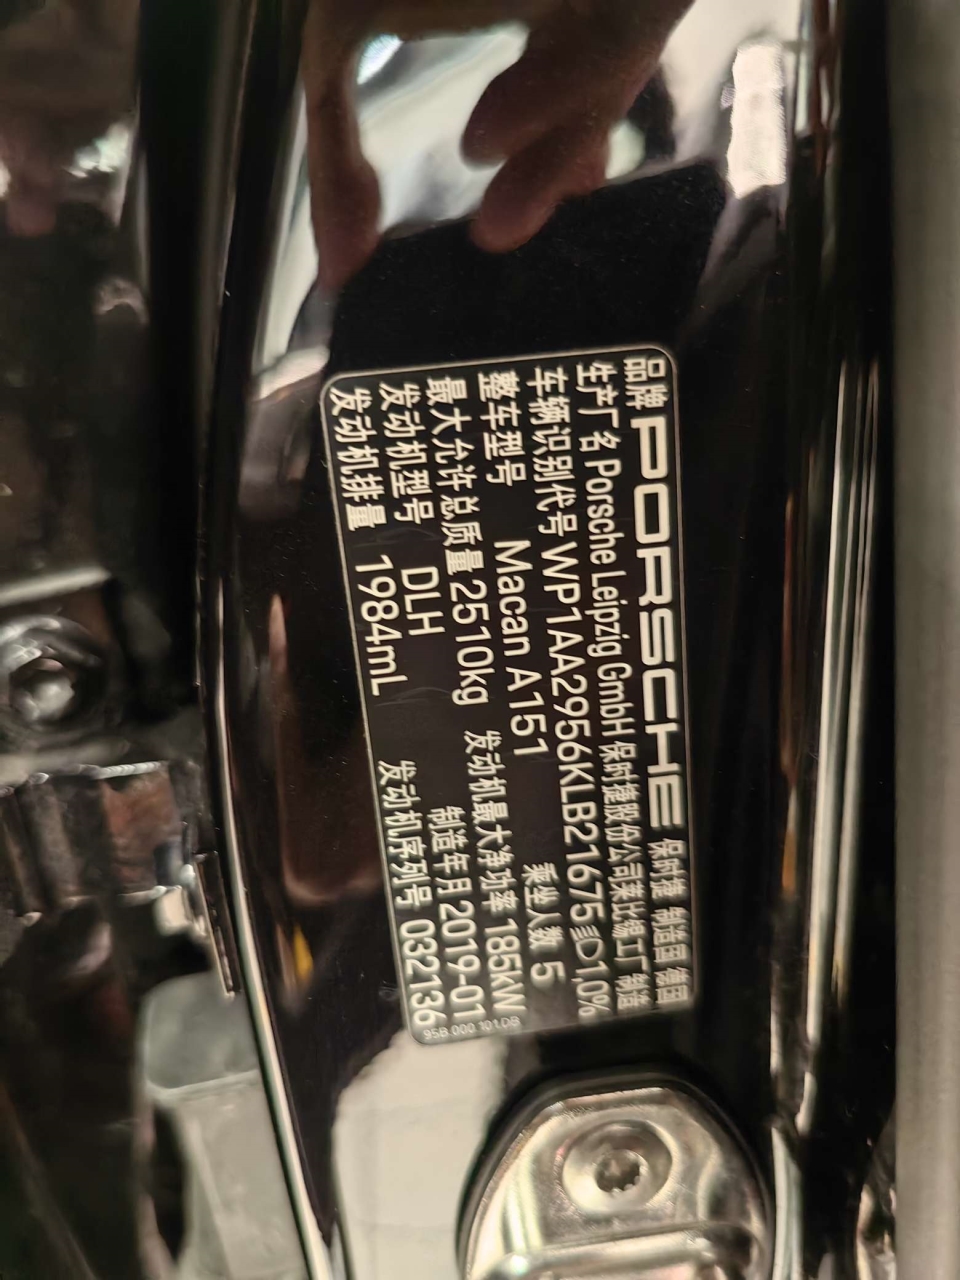 品牌 PORSCHE 保时捷 制造国 德国
生产厂名 Porsche Leipzig GmbH 保时捷股份公司莱比锡工厂 制造
车辆识别代号 WP1AA2956KLB21675 1,0%
整车型号 Macan A151 乘坐人数 5
最大允许总质量 2510kg 发动机最大净功率 185kW
发动机型号 DLH 制造年月 2019-01
发动机排量 1984mL 发动机序列号 032136
95B.000 101.DB